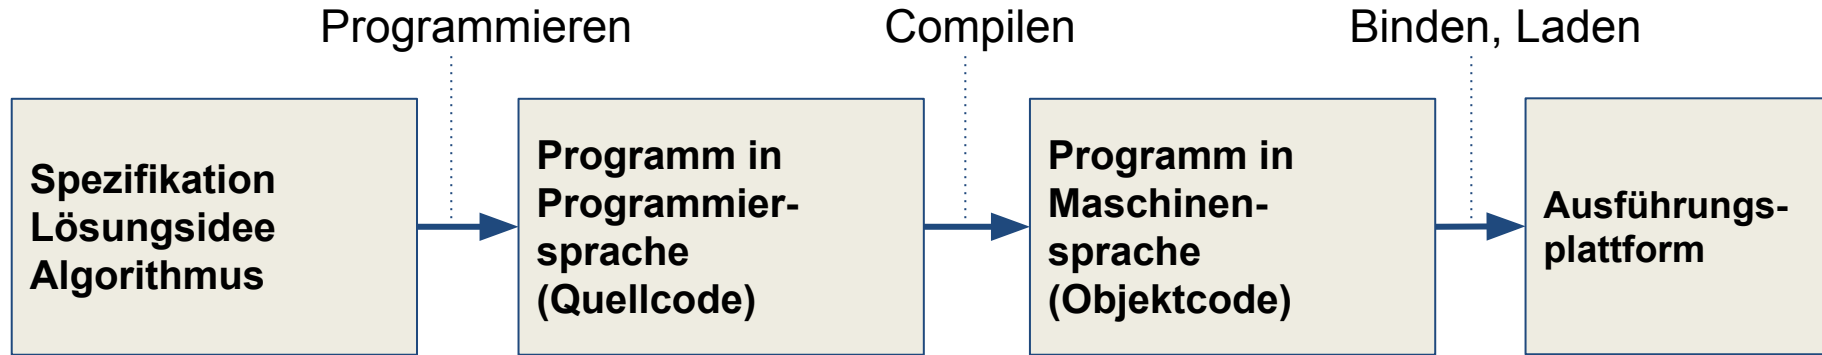 Programmieren
Compilen
Binden, Laden
Spezifikation
Lösungsidee
Algorithmus
Programm in
Programmier-
sprache
(Quellcode)
Programm in
Maschinen-
sprache
(Objektcode)
Ausführungs-
plattform